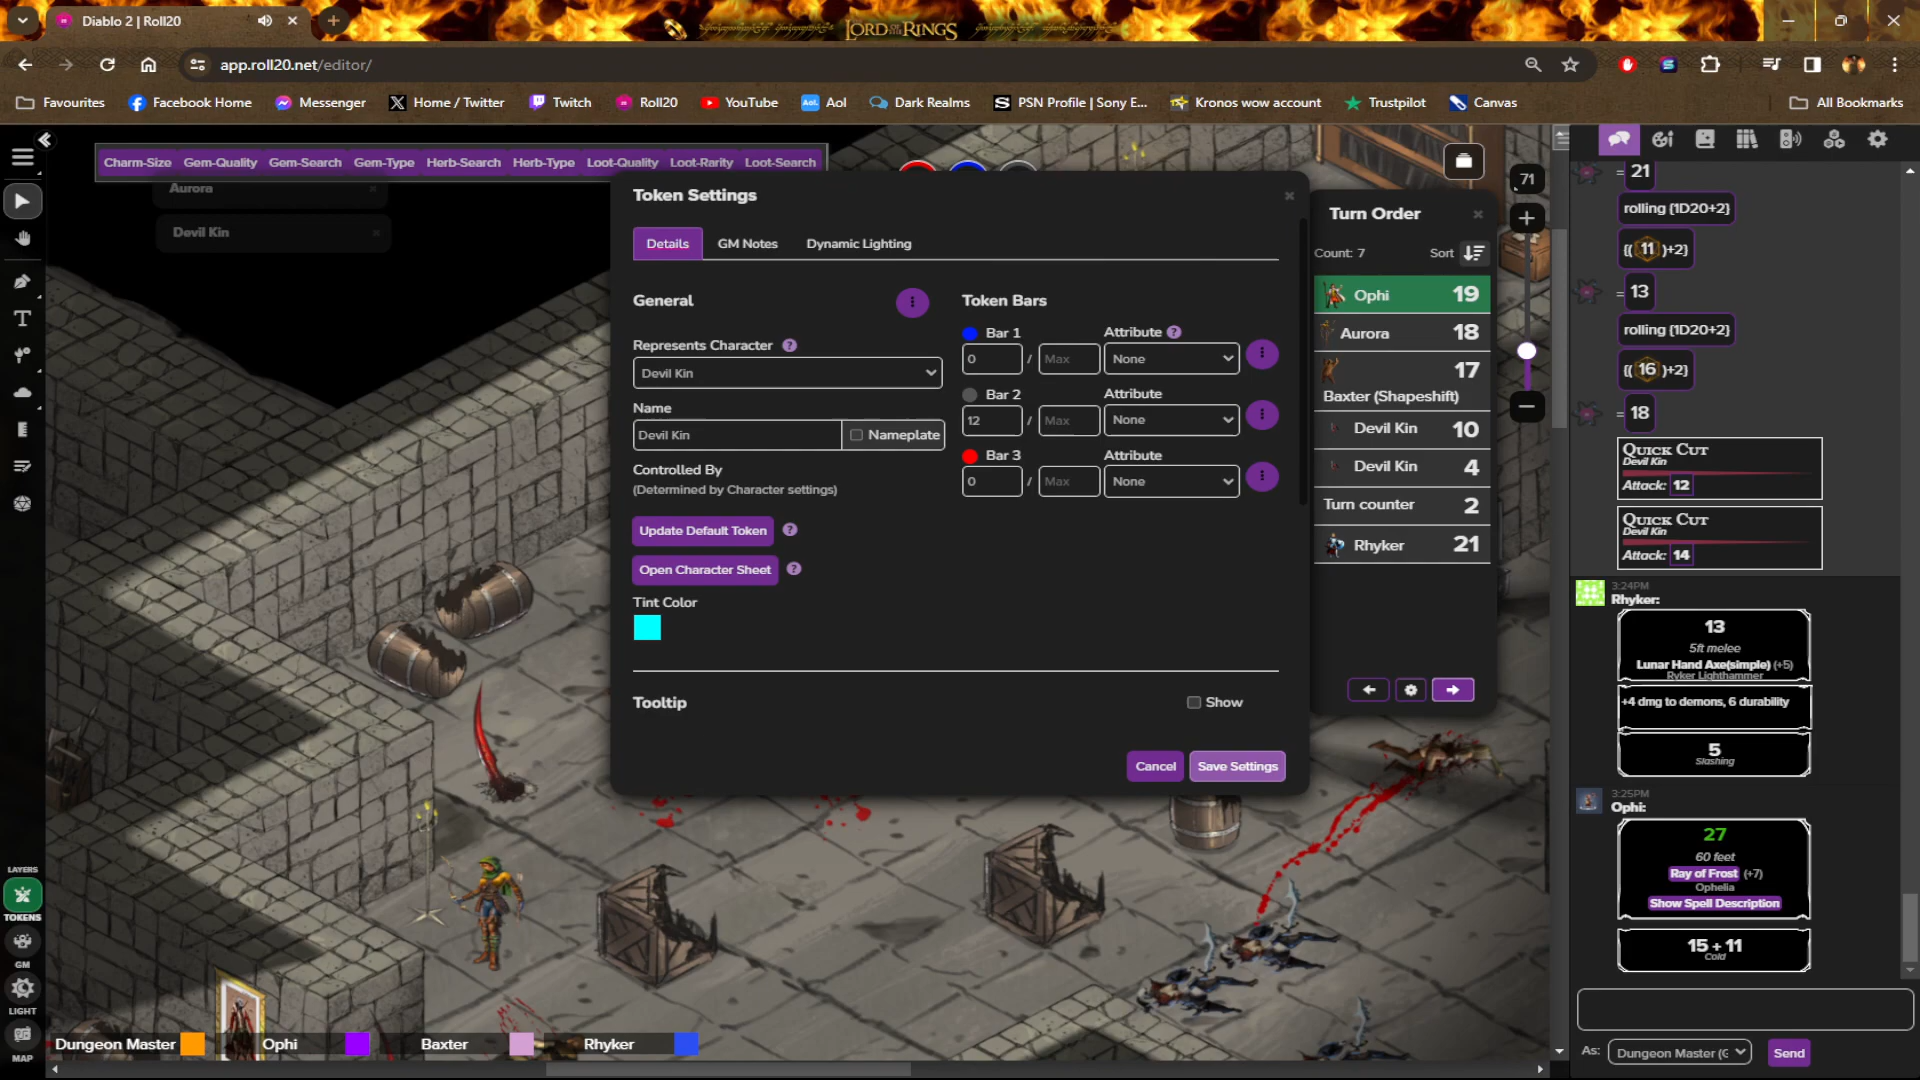 Diablo 2 | Roll20
THE LORD OF THE RINGS
app.roll20.net/editor/
Favourites
Facebook Home
Messenger
Home / Twitter
Twitch
Roll20
YouTube
Aol
Dark Realms
PSN Profile | Sony E...
Kronos wow account
Trustpilot
Canvas
All Bookmarks
Charm-Size Gem-Quality Gem-Search Gem-Type Herb-Search Herb-Type Loot-Quality Loot-Rarity Loot-Search
Aurora
Devil Kin
Token Settings
Details
GM Notes
Dynamic Lighting
General
Represents Character ?
Devil Kin
Name
Devil Kin
Nameplate
Controlled By
(Determined by Character settings)
Update Default Token ?
Open Character Sheet ?
Tint Color
Token Bars
Bar 1 Attribute ?
0 / Max None
Bar 2 Attribute
12 / Max None
Bar 3 Attribute
0 / Max None
Tooltip
Show
Cancel
Save Settings
Turn Order
Count: 7 Sort
Ophi 19
Aurora 18
17
Baxter (Shapeshift)
Devil Kin 10
Devil Kin 4
Turn counter 2
Rhyker 21
71
=21
rolling {1D20+2}
{(11)+2}
=13
rolling {1D20+2}
{(16)+2}
=18
QUICK CUT
Devil Kin
Attack: 12
QUICK CUT
Devil Kin
Attack: 14
3:24PM
Rhyker:
13
5ft melee
Lunar Hand Axe(simple) (+5)
Ryker Lighthammer
+4 dmg to demons, 6 durability
5
Slashing
3:25PM
Ophi:
27
60 feet
Ray of Frost (+7)
Ophelia
Show Spell Description
15 + 11
Cold
As: Dungeon Master (G
Send
LAYERS
TOKENS
GM
LIGHT
MAP
Dungeon Master
Ophi
Baxter
Rhyker